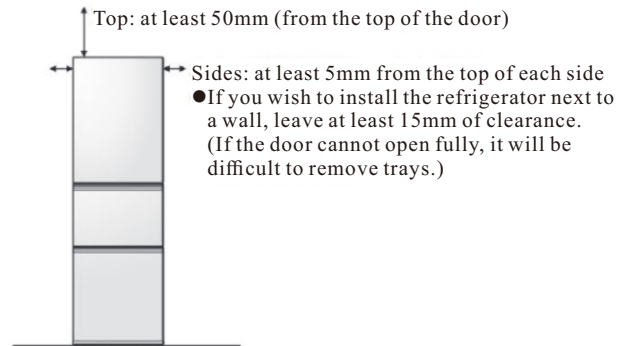 Top: at least 50mm (from the top of the door)
Sides: at least 5mm from the top of each side
●If you wish to install the refrigerator next to
a wall, leave at least 15mm of clearance.
(If the door cannot open fully, it will be
difficult to remove trays.)